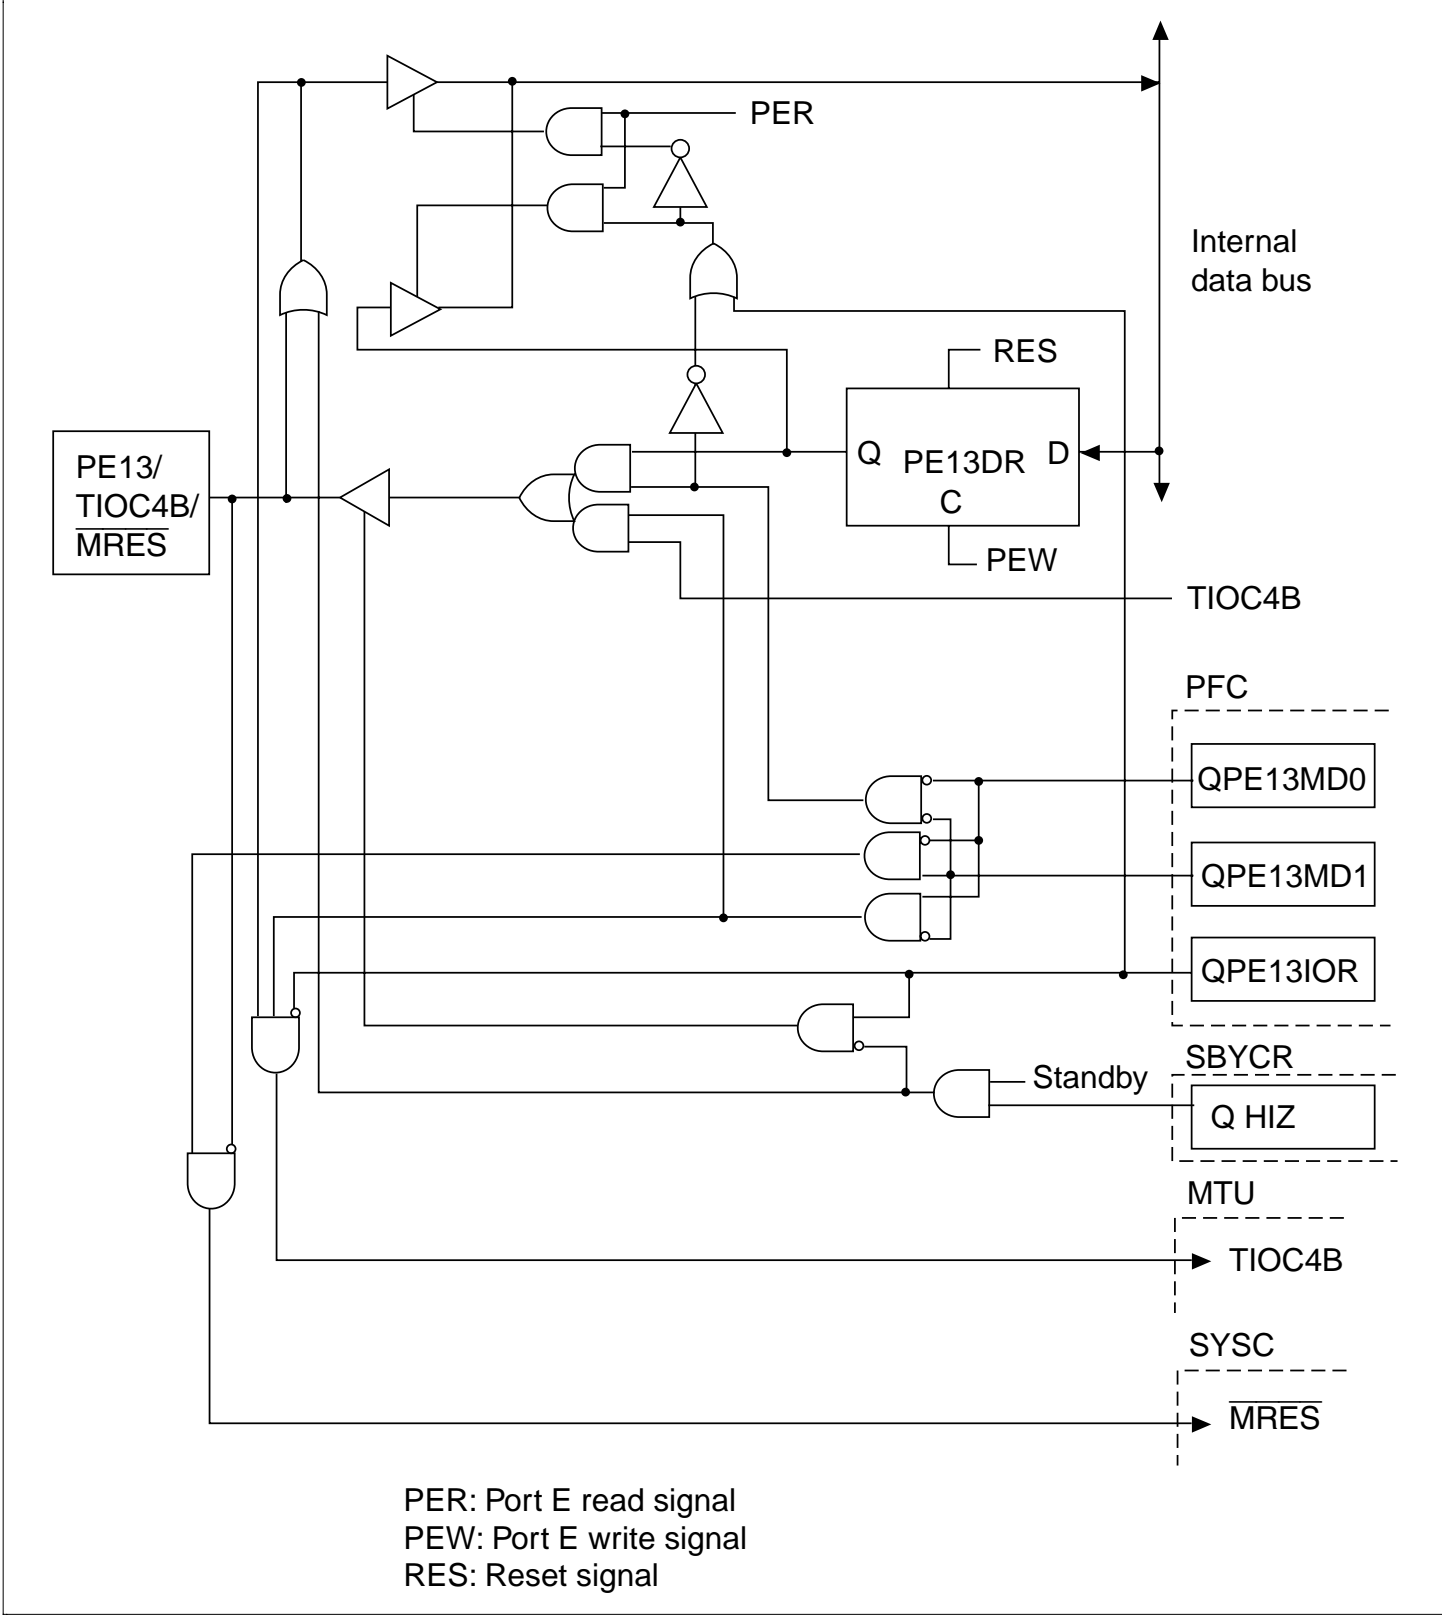 PER
Internal
data bus
RES
PE13/
TIOC4B/
MRES
Q PE13DR D
C
PEW
TIOC4B
PFC
QPE13MD0
QPE13MD1
QPE13IOR
SBYCR
Standby
Q HIZ
MTU
TIOC4B
SYSC
MRES
PER: Port E read signal
PEW: Port E write signal
RES: Reset signal